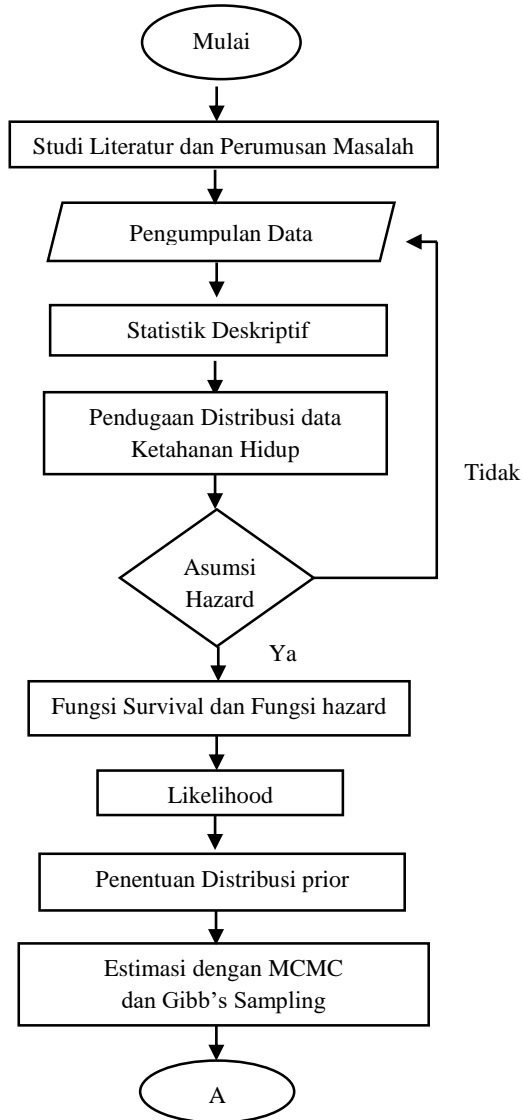 Mulai
Studi Literatur dan Perumusan Masalah
Pengumpulan Data
Statistik Deskriptif
Pendugaan Distribusi data
Ketahanan Hidup
Tidak
Asumsi
Hazard
Ya
Fungsi Survival dan Fungsi hazard
Likelihood
Penentuan Distribusi prior
Estimasi dengan MCMC
dan Gibb’s Sampling
A